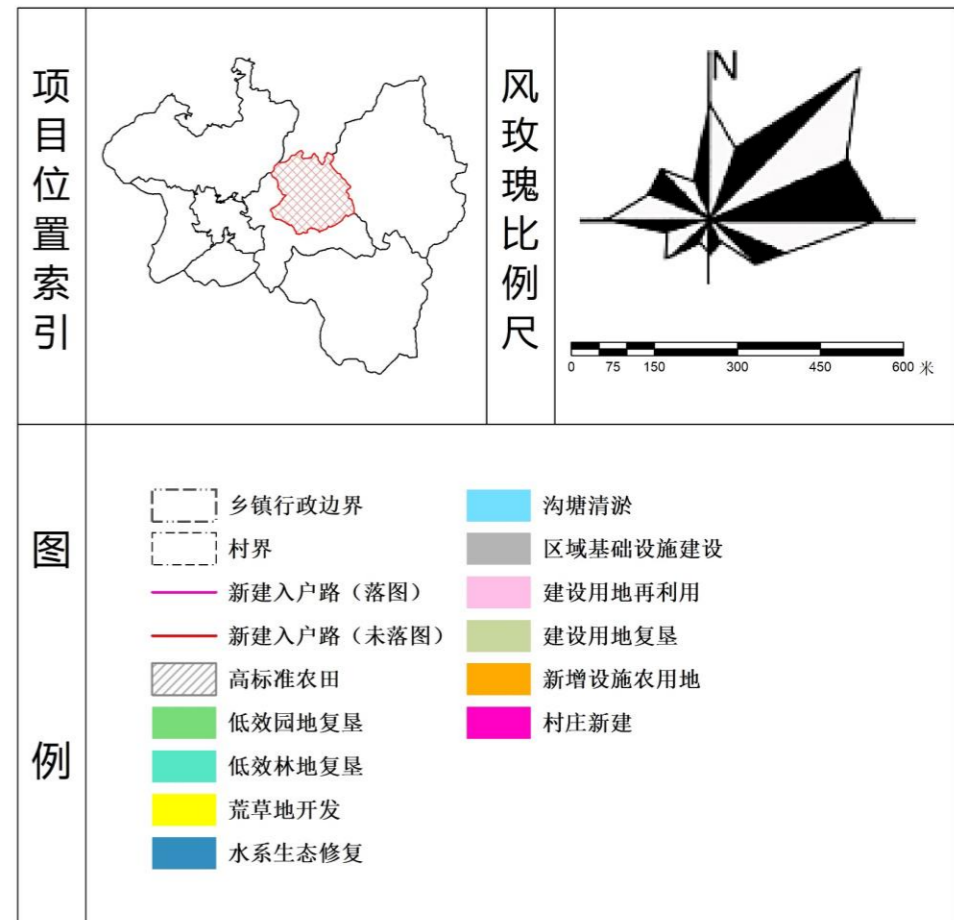 项目位置索引
风玫瑰比例尺
N
0 75 150 300 450 600 米
图例
乡镇行政边界
村界
新建入户路（落图）
新建入户路（未落图）
高标准农田
低效园地复垦
低效林地复垦
荒草地开发
水系生态修复
沟塘清淤
区域基础设施建设
建设用地再利用
建设用地复垦
新增设施农用地
村庄新建